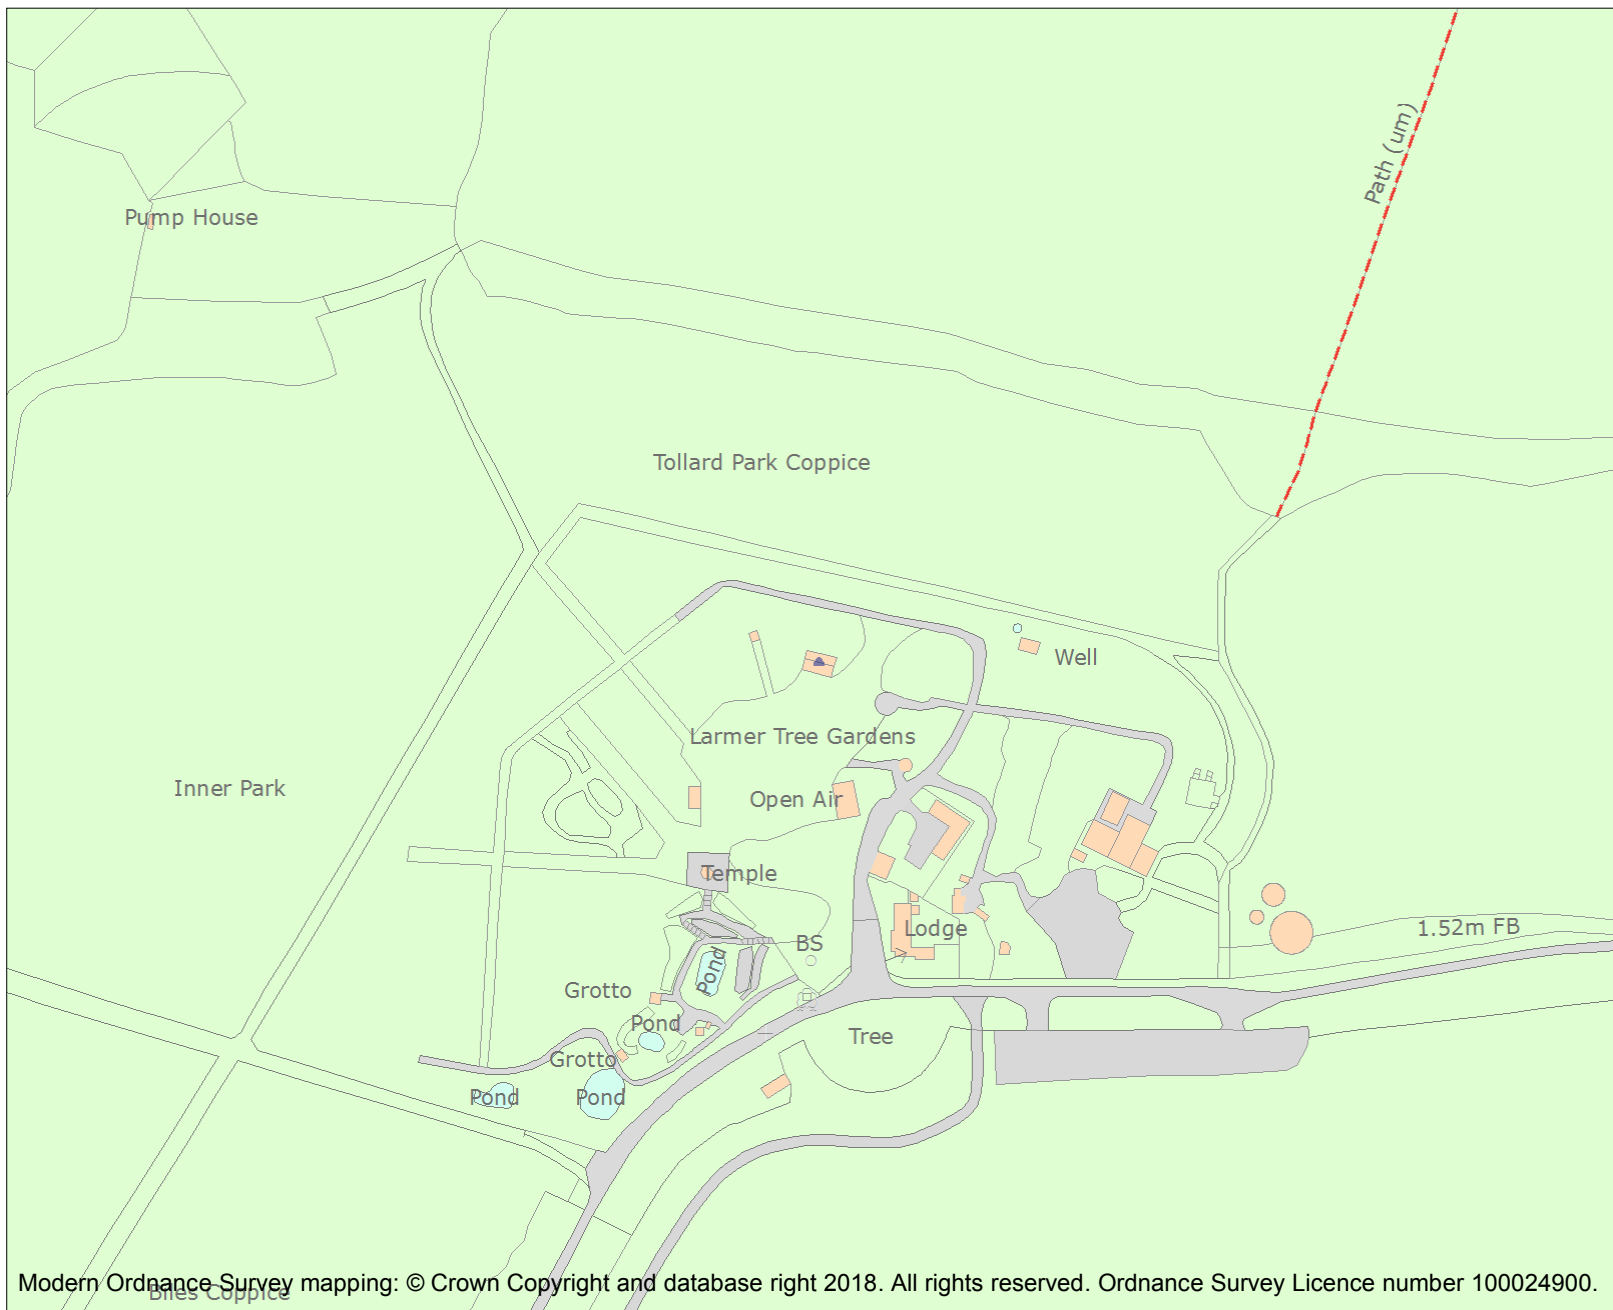 Path (um)
Pump House
Tollard Park Coppice
Well
Larmer Tree Gardens
Inner Park
Open Air
Temple
Lodge
1.52m FB
BS
Pond
Grotto
Pond
Tree
Grotto
Pond
Pond
Biles Coppice
Modern Ordnance Survey mapping: © Crown Copyright and database right 2018. All rights reserved. Ordnance Survey Licence number 100024900.